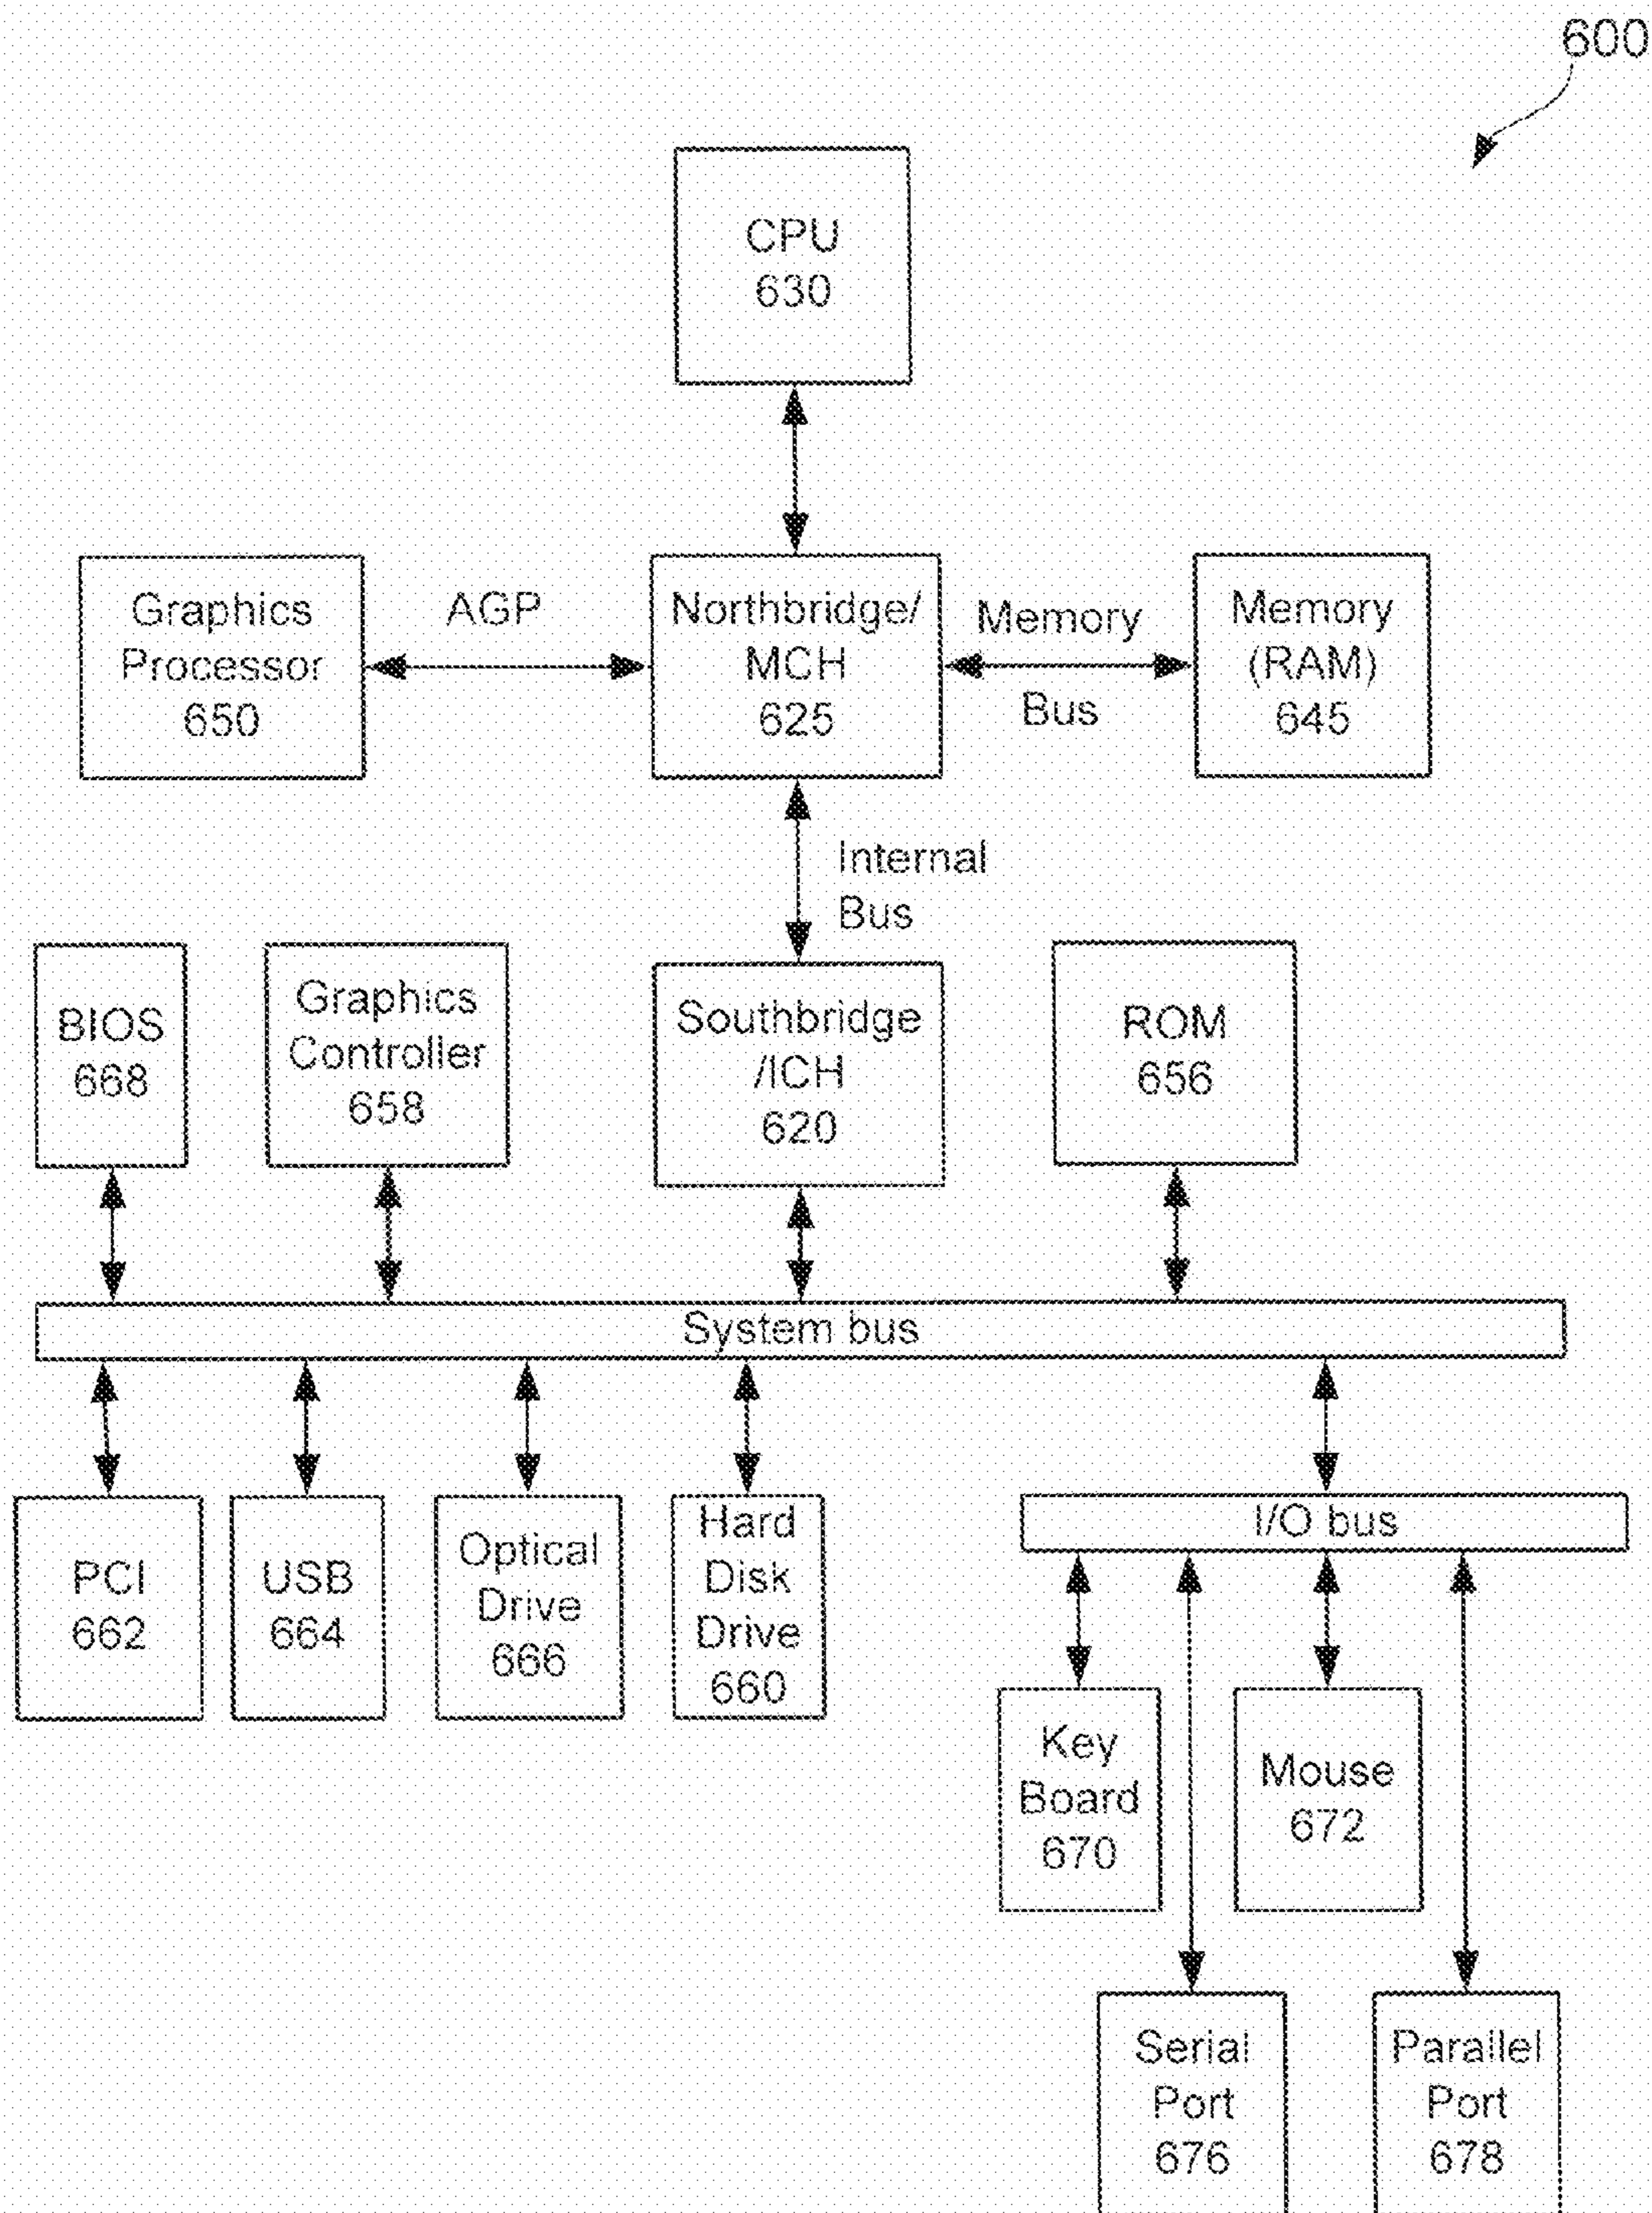 600
CPU
630
Graphics
Processor
650
AGP
Northbridge/
MCH
625
Memory
Bus
Memory
(RAM)
645
Internal
Bus
BIOS
668
Graphics
Controller
658
Southbridge
/ICH
620
ROM
656
System bus
PCI
662
USB
664
Optical
Drive
666
Hard
Disk
Drive
660
I/O bus
Key
Board
670
Mouse
672
Serial
Port
676
Parallel
Port
678